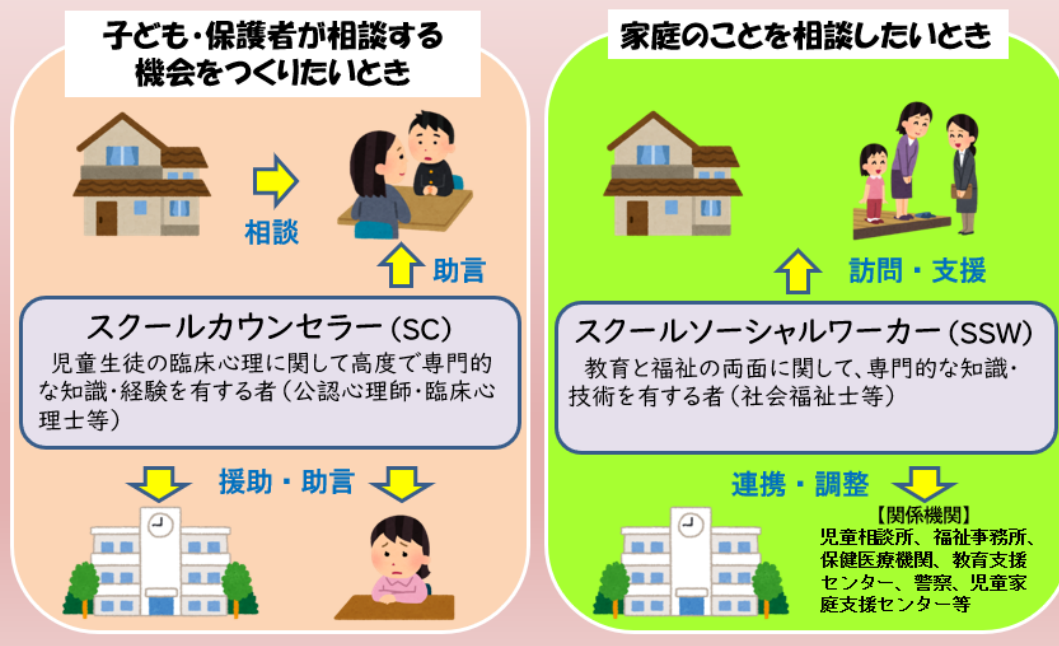 子ども・保護者が相談する
機会をつくりたいとき
相談
助言
スクールカウンセラー(SC)
児童生徒の臨床心理に関して高度で専門的
な知識・経験を有する者(公認心理師・臨床心
理士等)
援助・助言
家庭のことを相談したいとき
訪問・支援
スクールソーシャルワーカー(SSW)
教育と福祉の両面に関して、専門的な知識・
技術を有する者(社会福祉士等)
連携・調整
【関係機関】
児童相談所、福祉事務所、
保健医療機関、教育支援
センター、警察、児童家
庭支援センター等